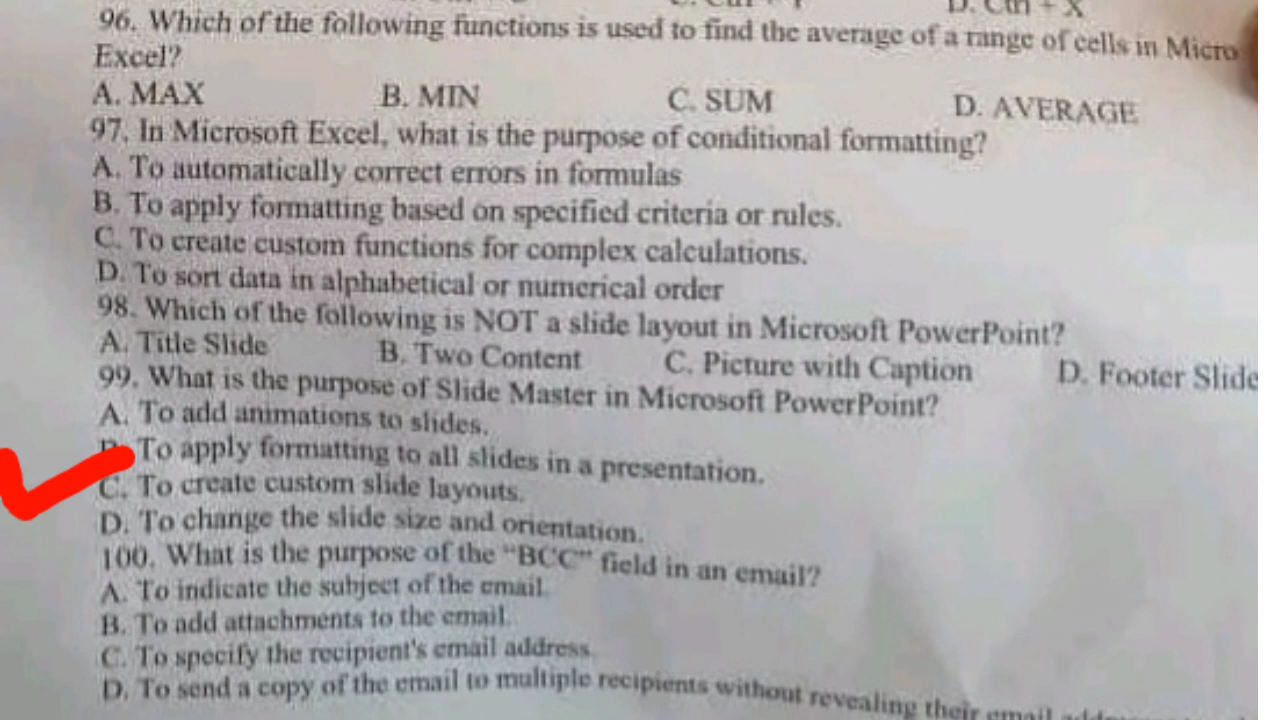 D. Ctrl + X
96. Which of the following functions is used to find the average of a range of cells in Micro
Excel?
A. MAX B. MIN C. SUM D. AVERAGE
97. In Microsoft Excel, what is the purpose of conditional formatting?
A. To automatically correct errors in formulas
B. To apply formatting based on specified criteria or rules.
C. To create custom functions for complex calculations.
D. To sort data in alphabetical or numerical order
98. Which of the following is NOT a slide layout in Microsoft PowerPoint?
A. Title Slide B. Two Content C. Picture with Caption D. Footer Slide
99. What is the purpose of Slide Master in Microsoft PowerPoint?
A. To add animations to slides.
B. To apply formatting to all slides in a presentation.
C. To create custom slide layouts.
D. To change the slide size and orientation.
100. What is the purpose of the "BCC" field in an email?
A. To indicate the subject of the email.
B. To add attachments to the email.
C. To specify the recipient's email address.
D. To send a copy of the email to multiple recipients without revealing their email